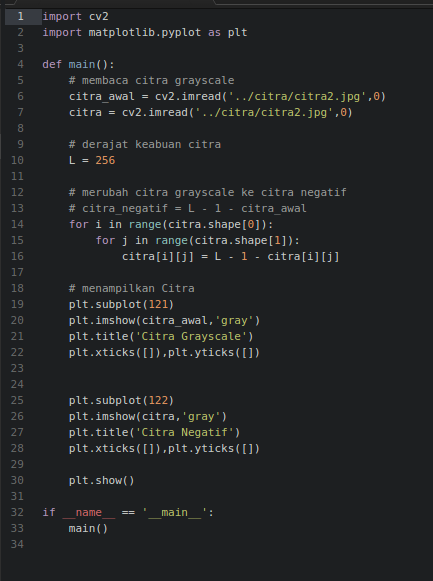 1 import cv2
2 import matplotlib.pyplot as plt
3
4 def main():
5     # membaca citra grayscale
6     citra_awal = cv2.imread('../citra/citra2.jpg',0)
7     citra = cv2.imread('../citra/citra2.jpg',0)
8
9     # derajat keabuan citra
10     L = 256
11
12     # merubah citra grayscale ke citra negatif
13     # citra_negatif = L - 1 - citra_awal
14     for i in range(citra.shape[0]):
15         for j in range(citra.shape[1]):
16             citra[i][j] = L - 1 - citra[i][j]
17
18     # menampilkan Citra
19     plt.subplot(121)
20     plt.imshow(citra_awal,'gray')
21     plt.title('Citra Grayscale')
22     plt.xticks([]),plt.yticks([])
23
24
25     plt.subplot(122)
26     plt.imshow(citra,'gray')
27     plt.title('Citra Negatif')
28     plt.xticks([]),plt.yticks([])
29
30     plt.show()
31
32 if __name__ == '__main__':
33     main()
34